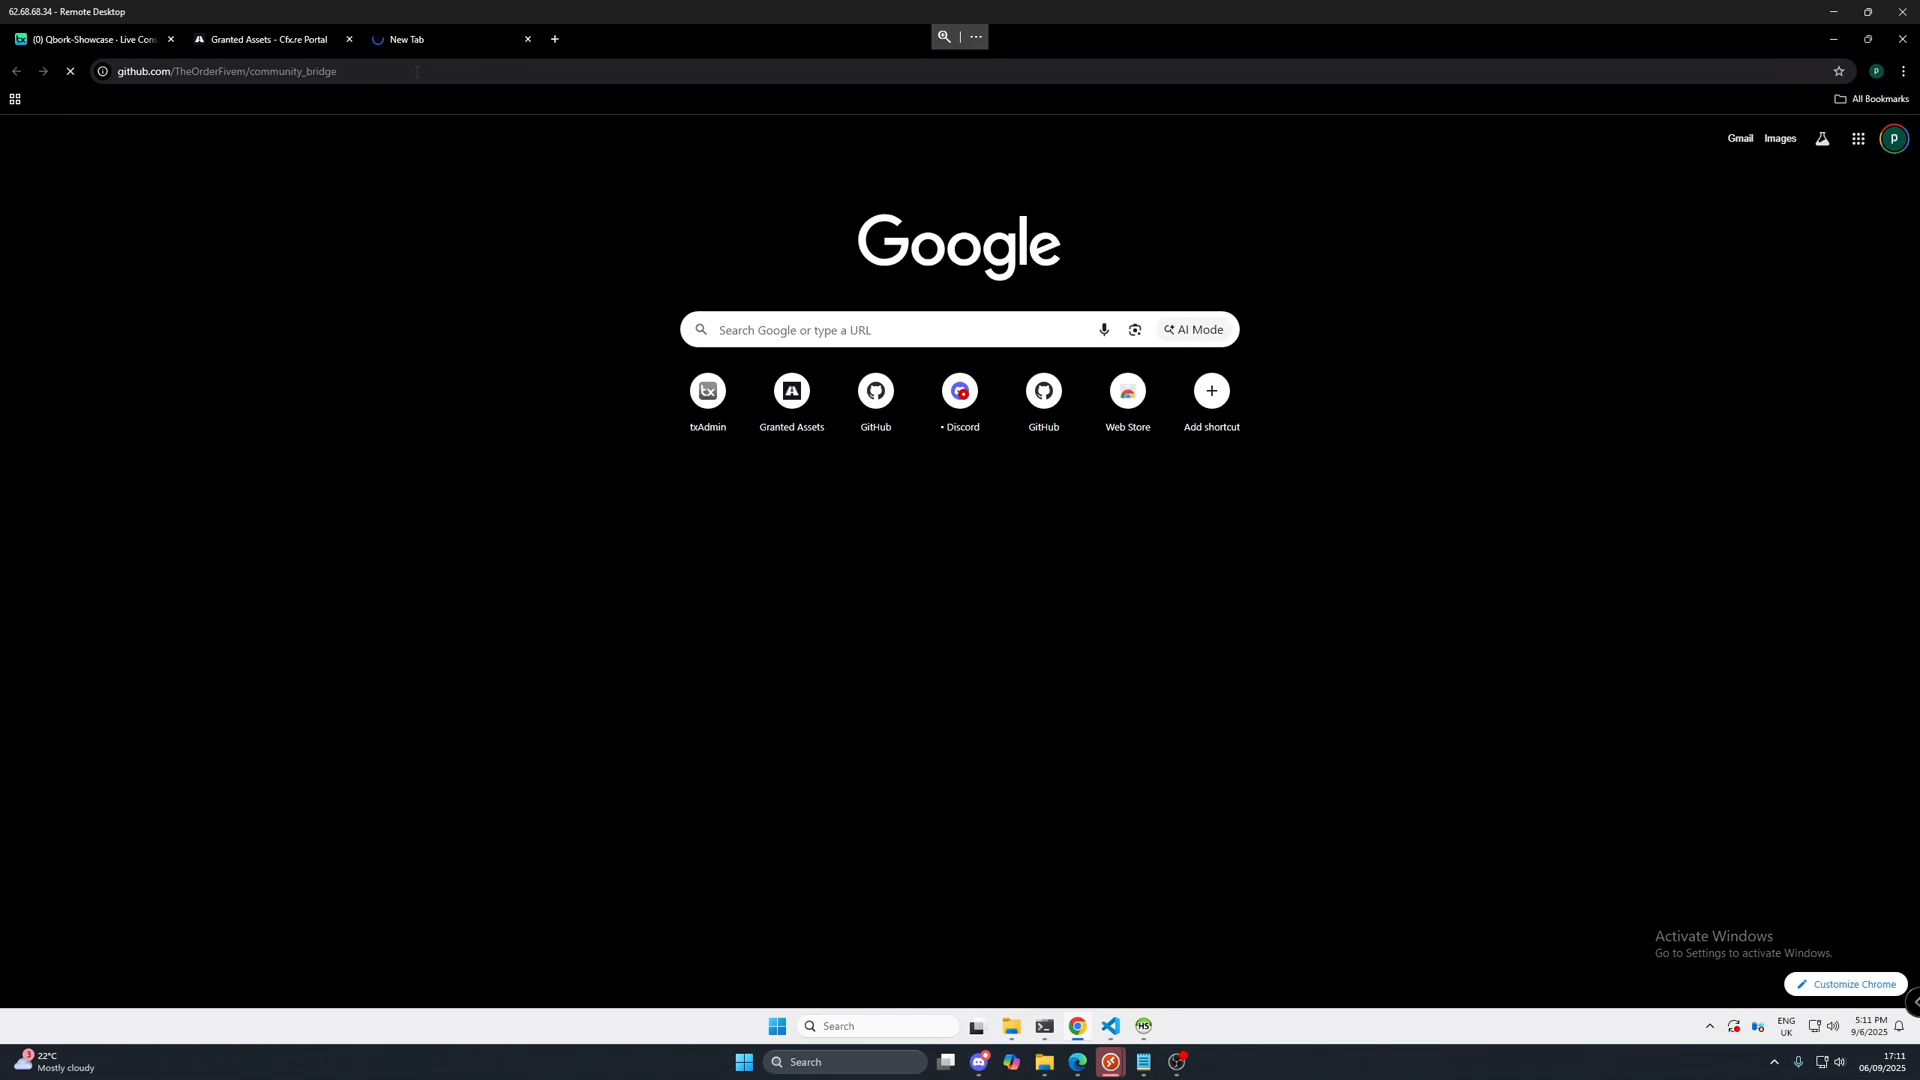 62.68.68.34 - Remote Desktop
(0) Qbork-Showcase · Live Con
Granted Assets - Cfx.re Portal
New Tab
github.com/TheOrderFivem/community_bridge
P
All Bookmarks
Gmail
Images
P
Google
Search Google or type a URL
AI Mode
tx
txAdmin
Granted Assets
GitHub
• Discord
GitHub
Web Store
Add shortcut
Activate Windows
Go to Settings to activate Windows.
Customize Chrome
Search
HS
ENG
UK
5:11 PM
9/6/2025
3
22°C
Mostly cloudy
Search
17:11
06/09/2025